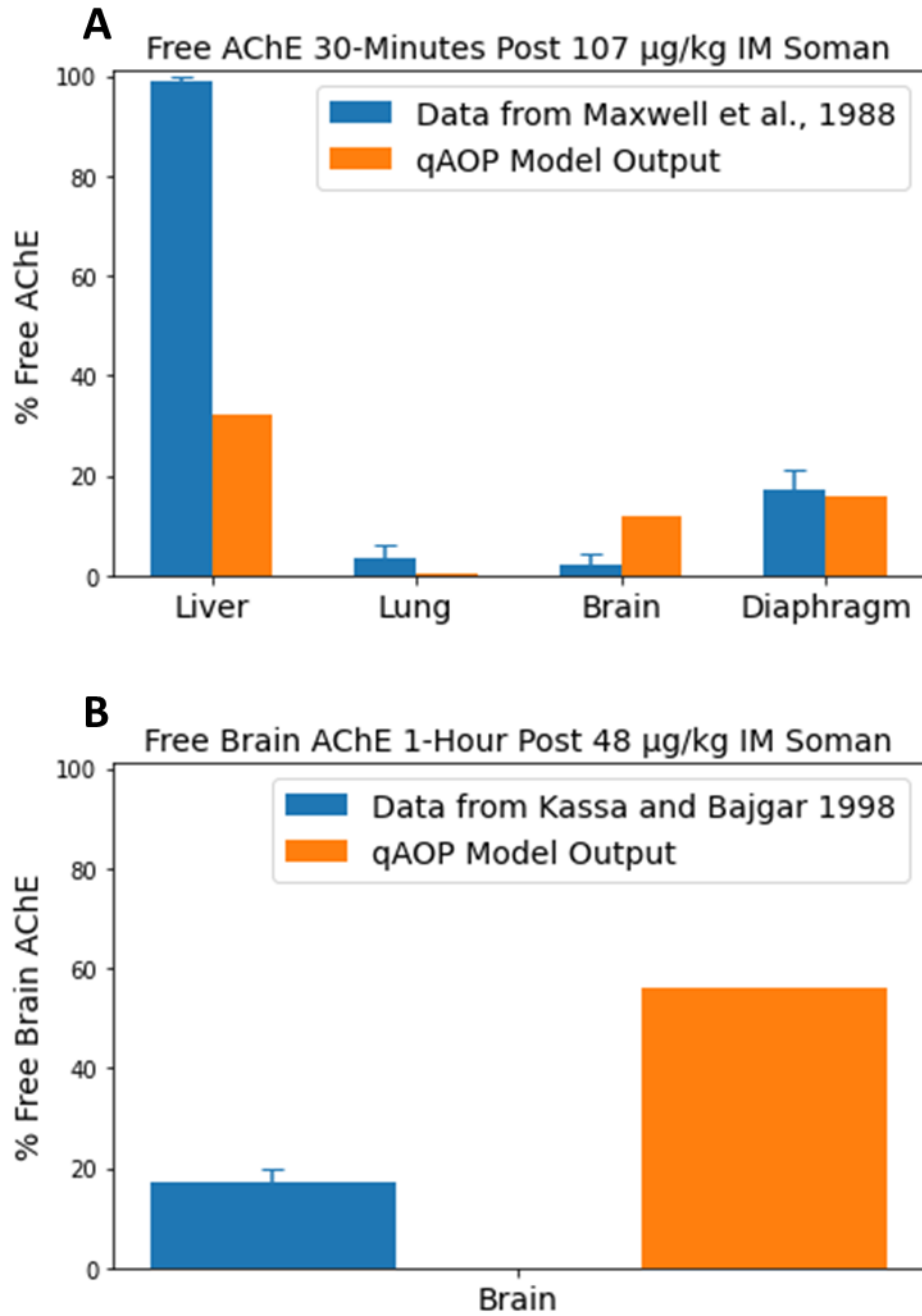 A
Free AChE 30-Minutes Post 107 µg/kg IM Soman
Data from Maxwell et al., 1988
qAOP Model Output
% Free AChE
100
80
60
40
20
0
Liver Lung Brain Diaphragm
B
Free Brain AChE 1-Hour Post 48 µg/kg IM Soman
Data from Kassa and Bajgar 1998
qAOP Model Output
% Free Brain AChE
100
80
60
40
20
0
Brain